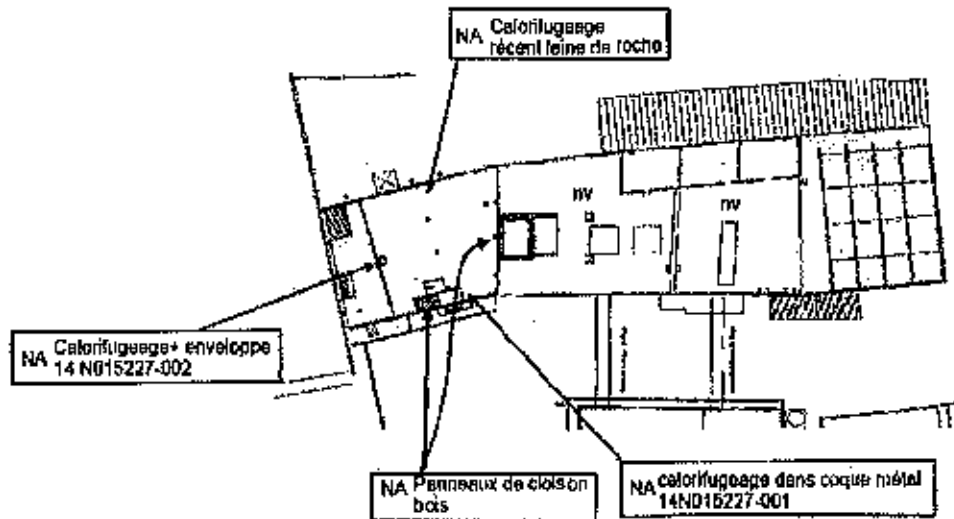 NA Calorifugeage
récent laine de roche
nv
nv
NA Calorifugeage+ enveloppe
14 N015227-002
NA Panneaux de cloison
bois
NA calorifugeage dans coque métal
14N015227-001